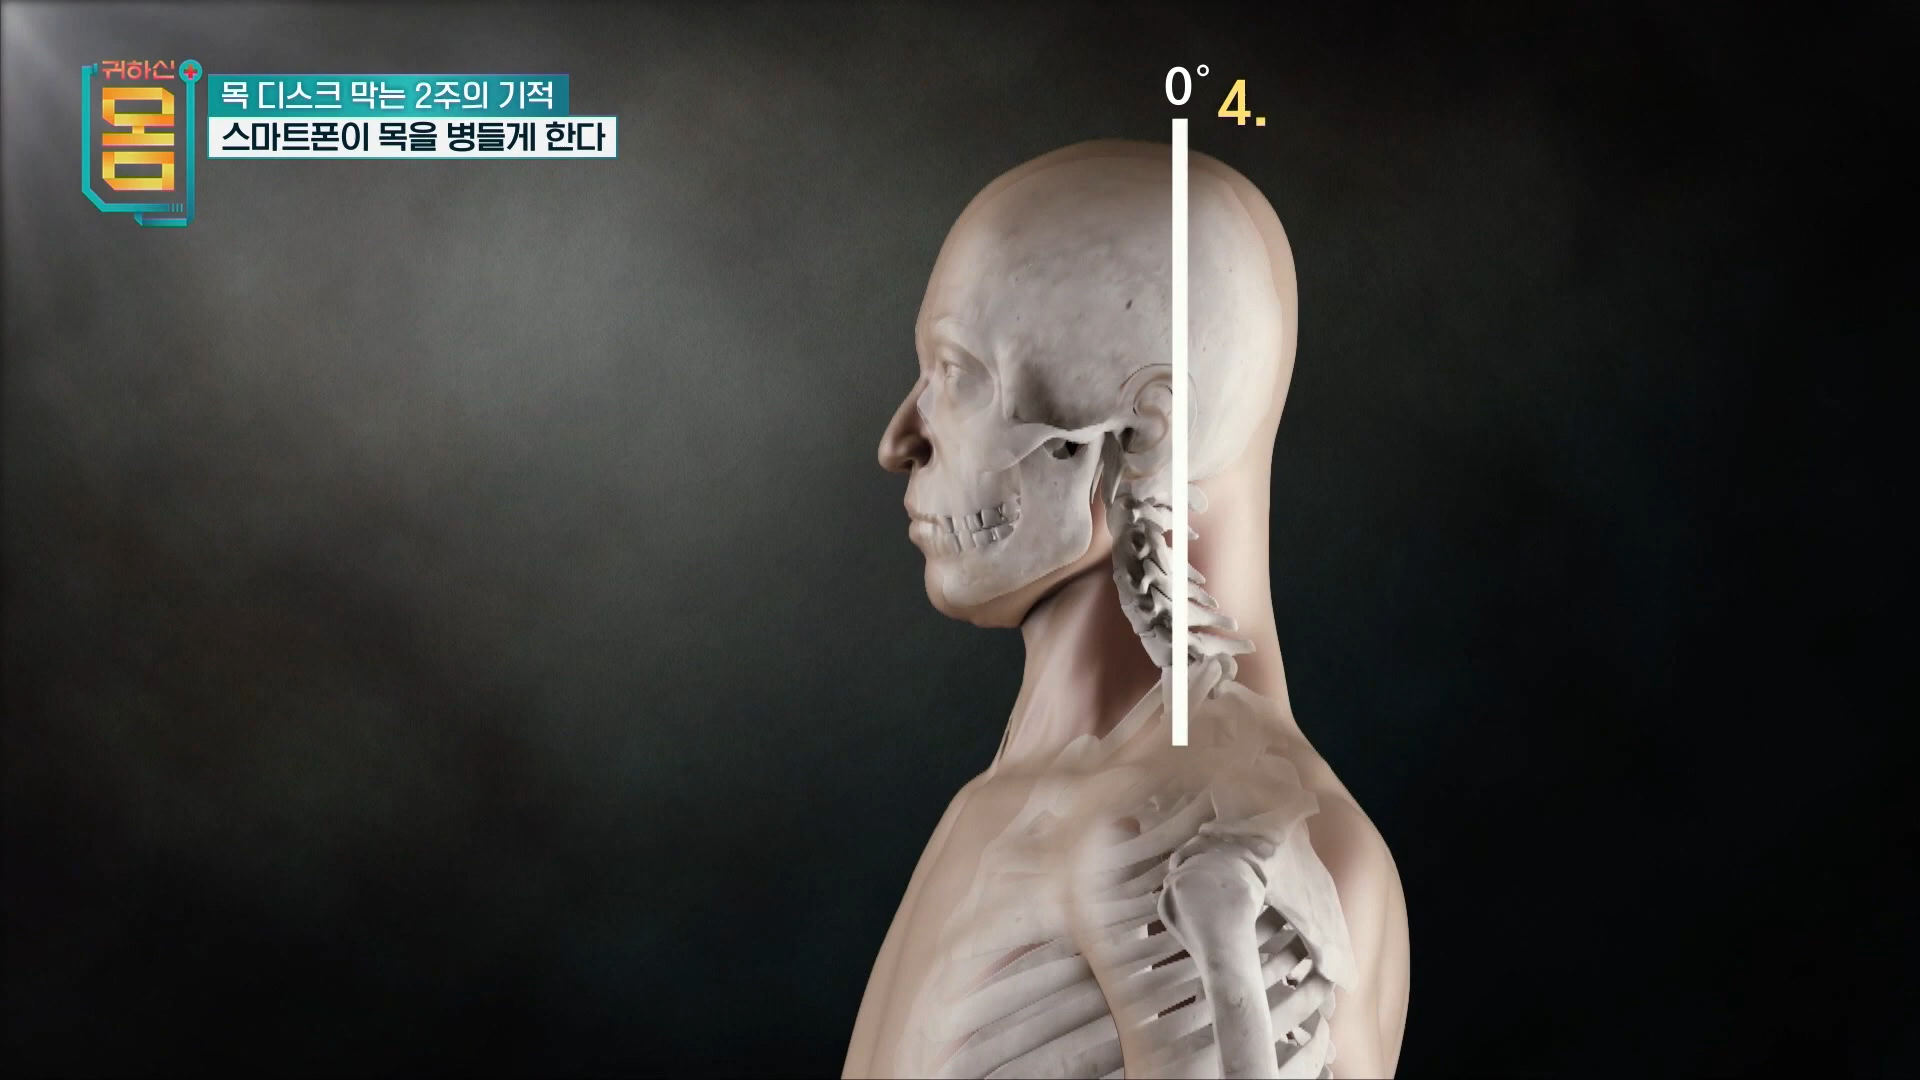 귀하신
몸
목 디스크 막는 2주의 기적
스마트폰이 목을 병들게 한다
0° 4.